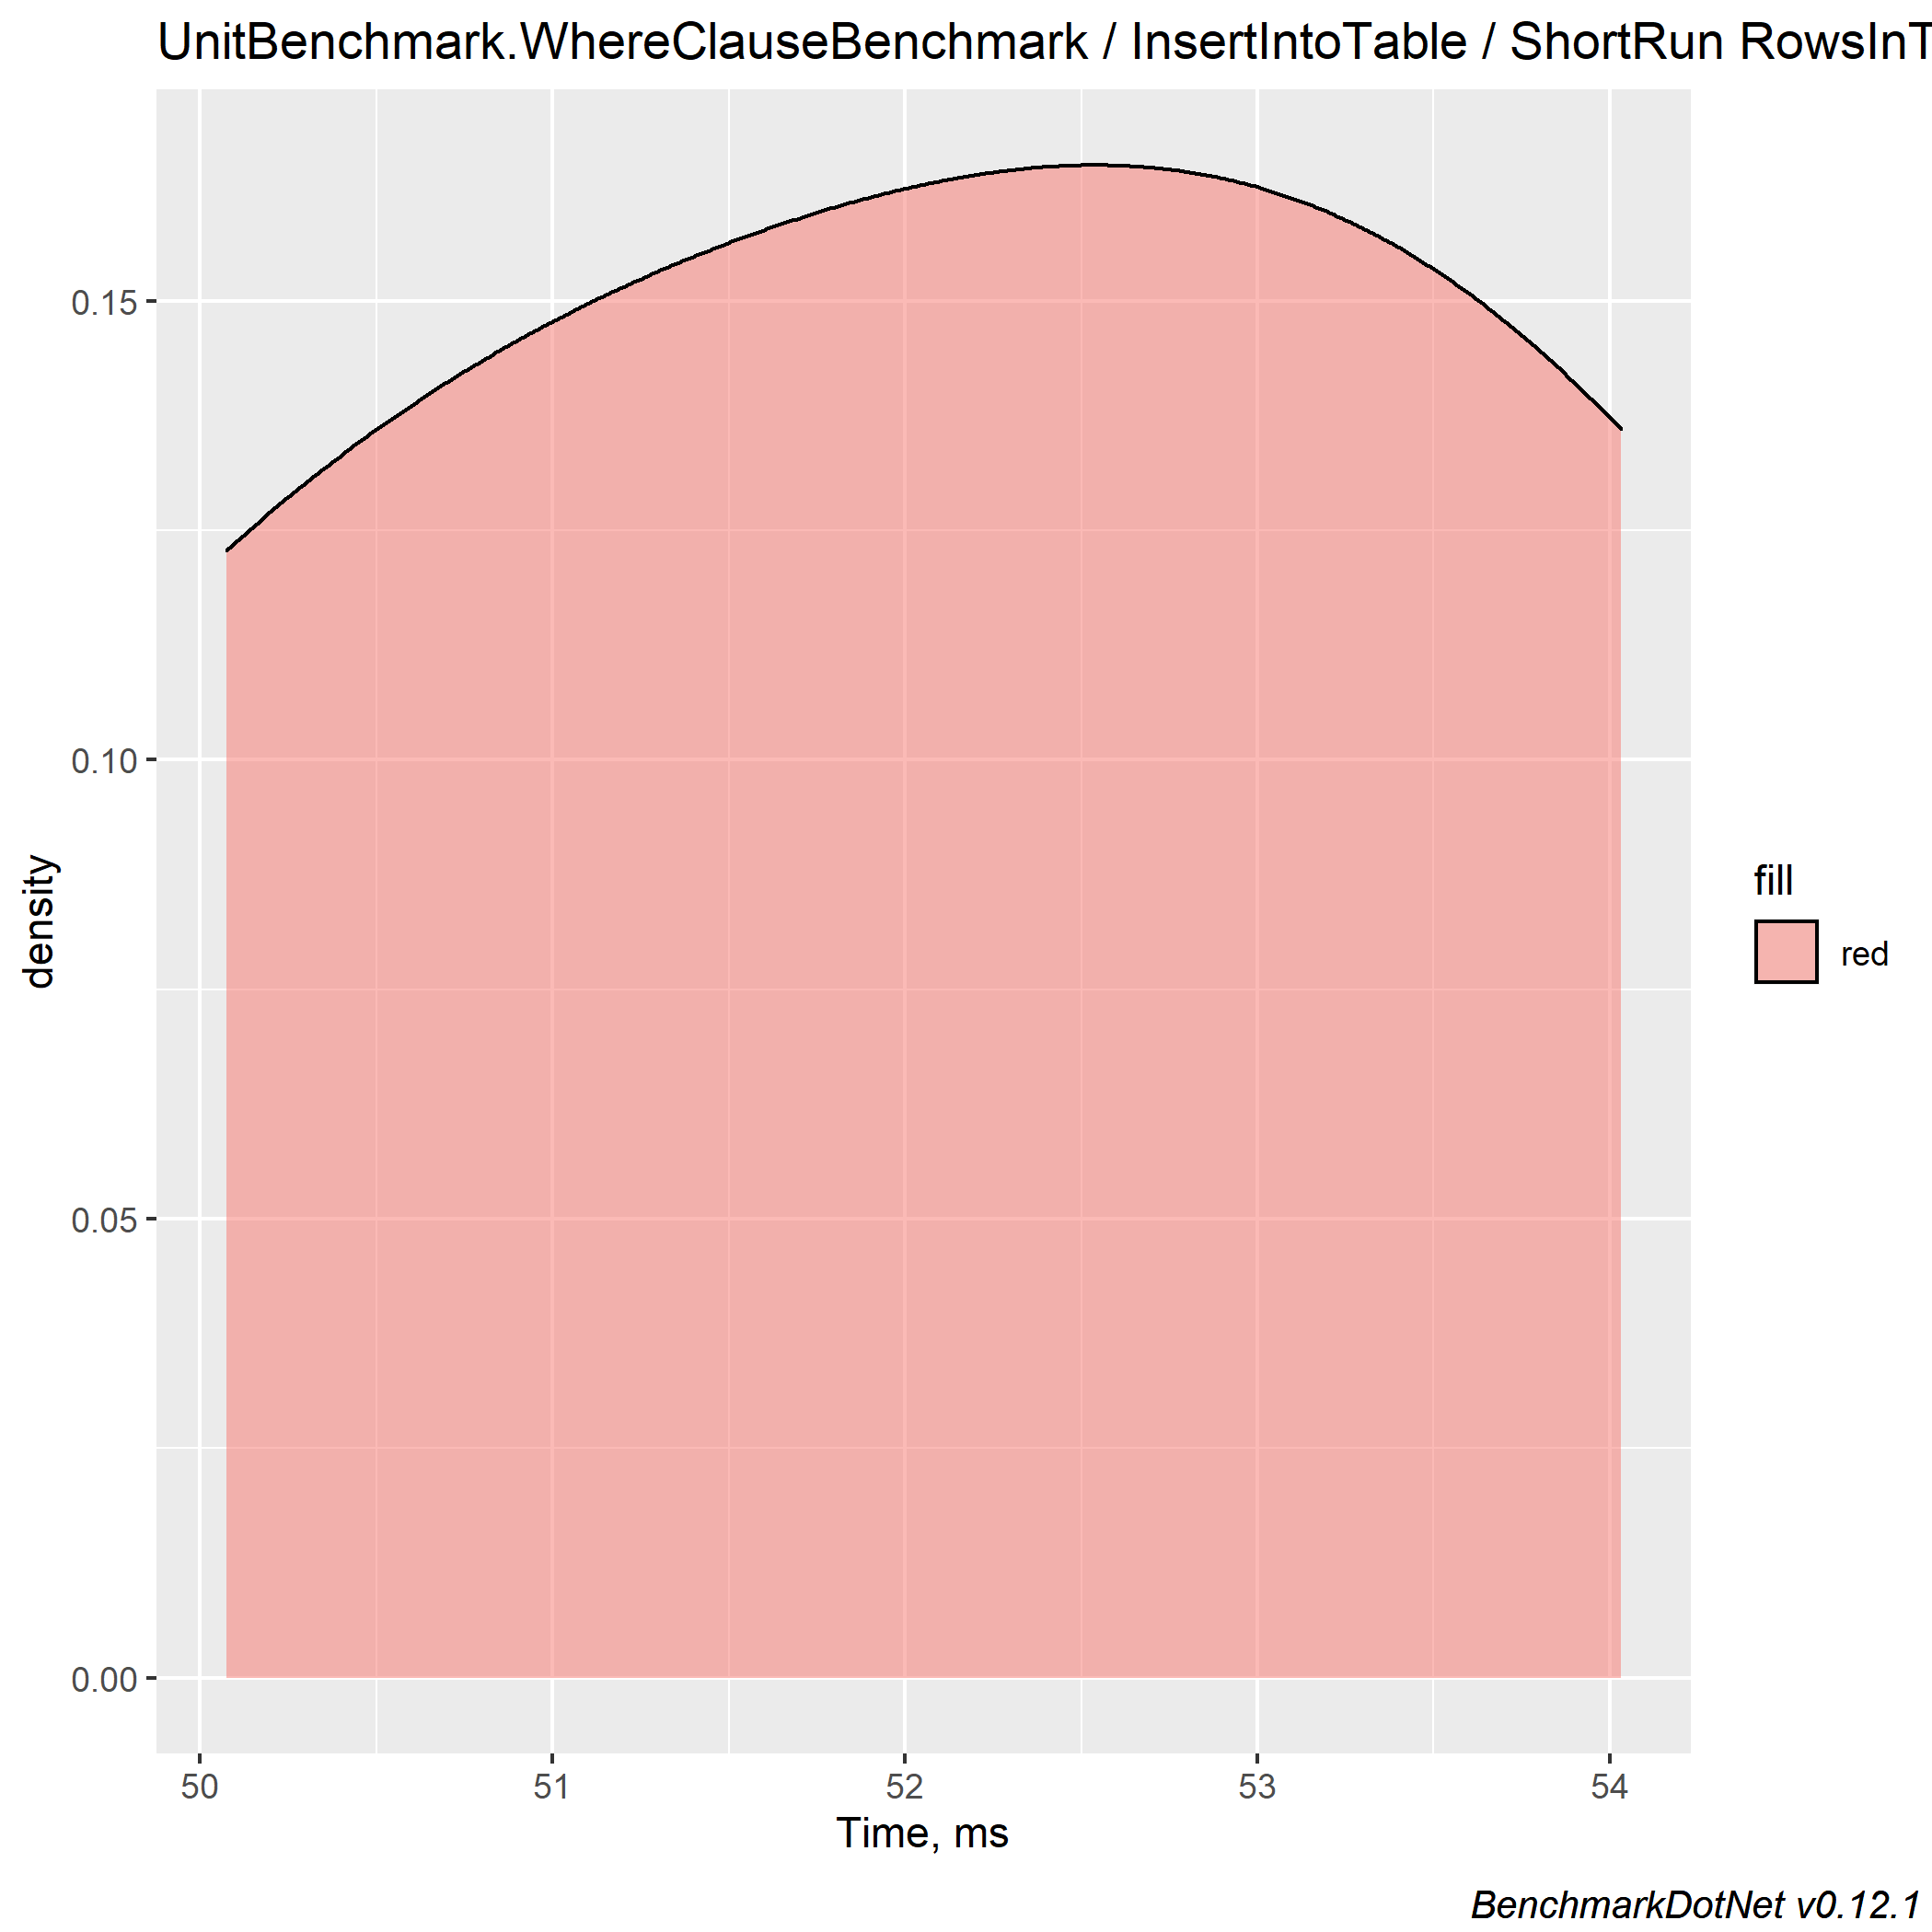 UnitBenchmark.WhereClauseBenchmark / InsertIntoTable / ShortRun RowsInT
0.15
0.10
0.05
0.00
density
50 51 52 53 54
Time, ms
fill
red
BenchmarkDotNet v0.12.1